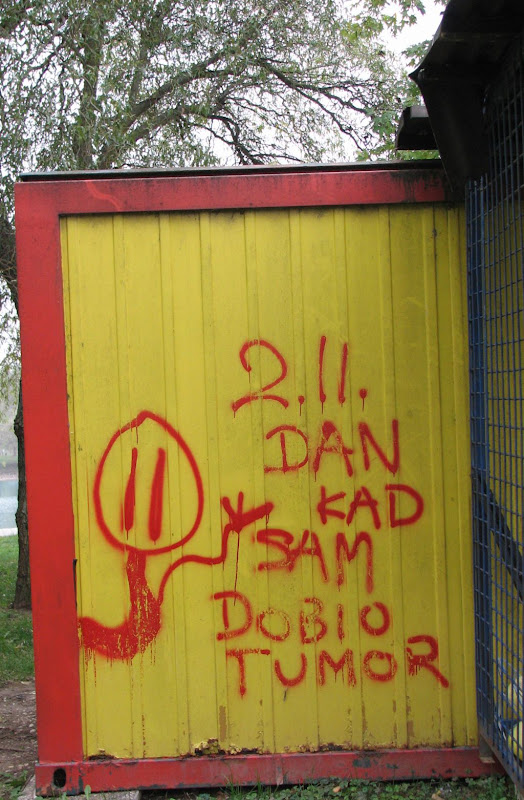 2.11.
DAN
KAD
SAM
DOBIO
TUMOR